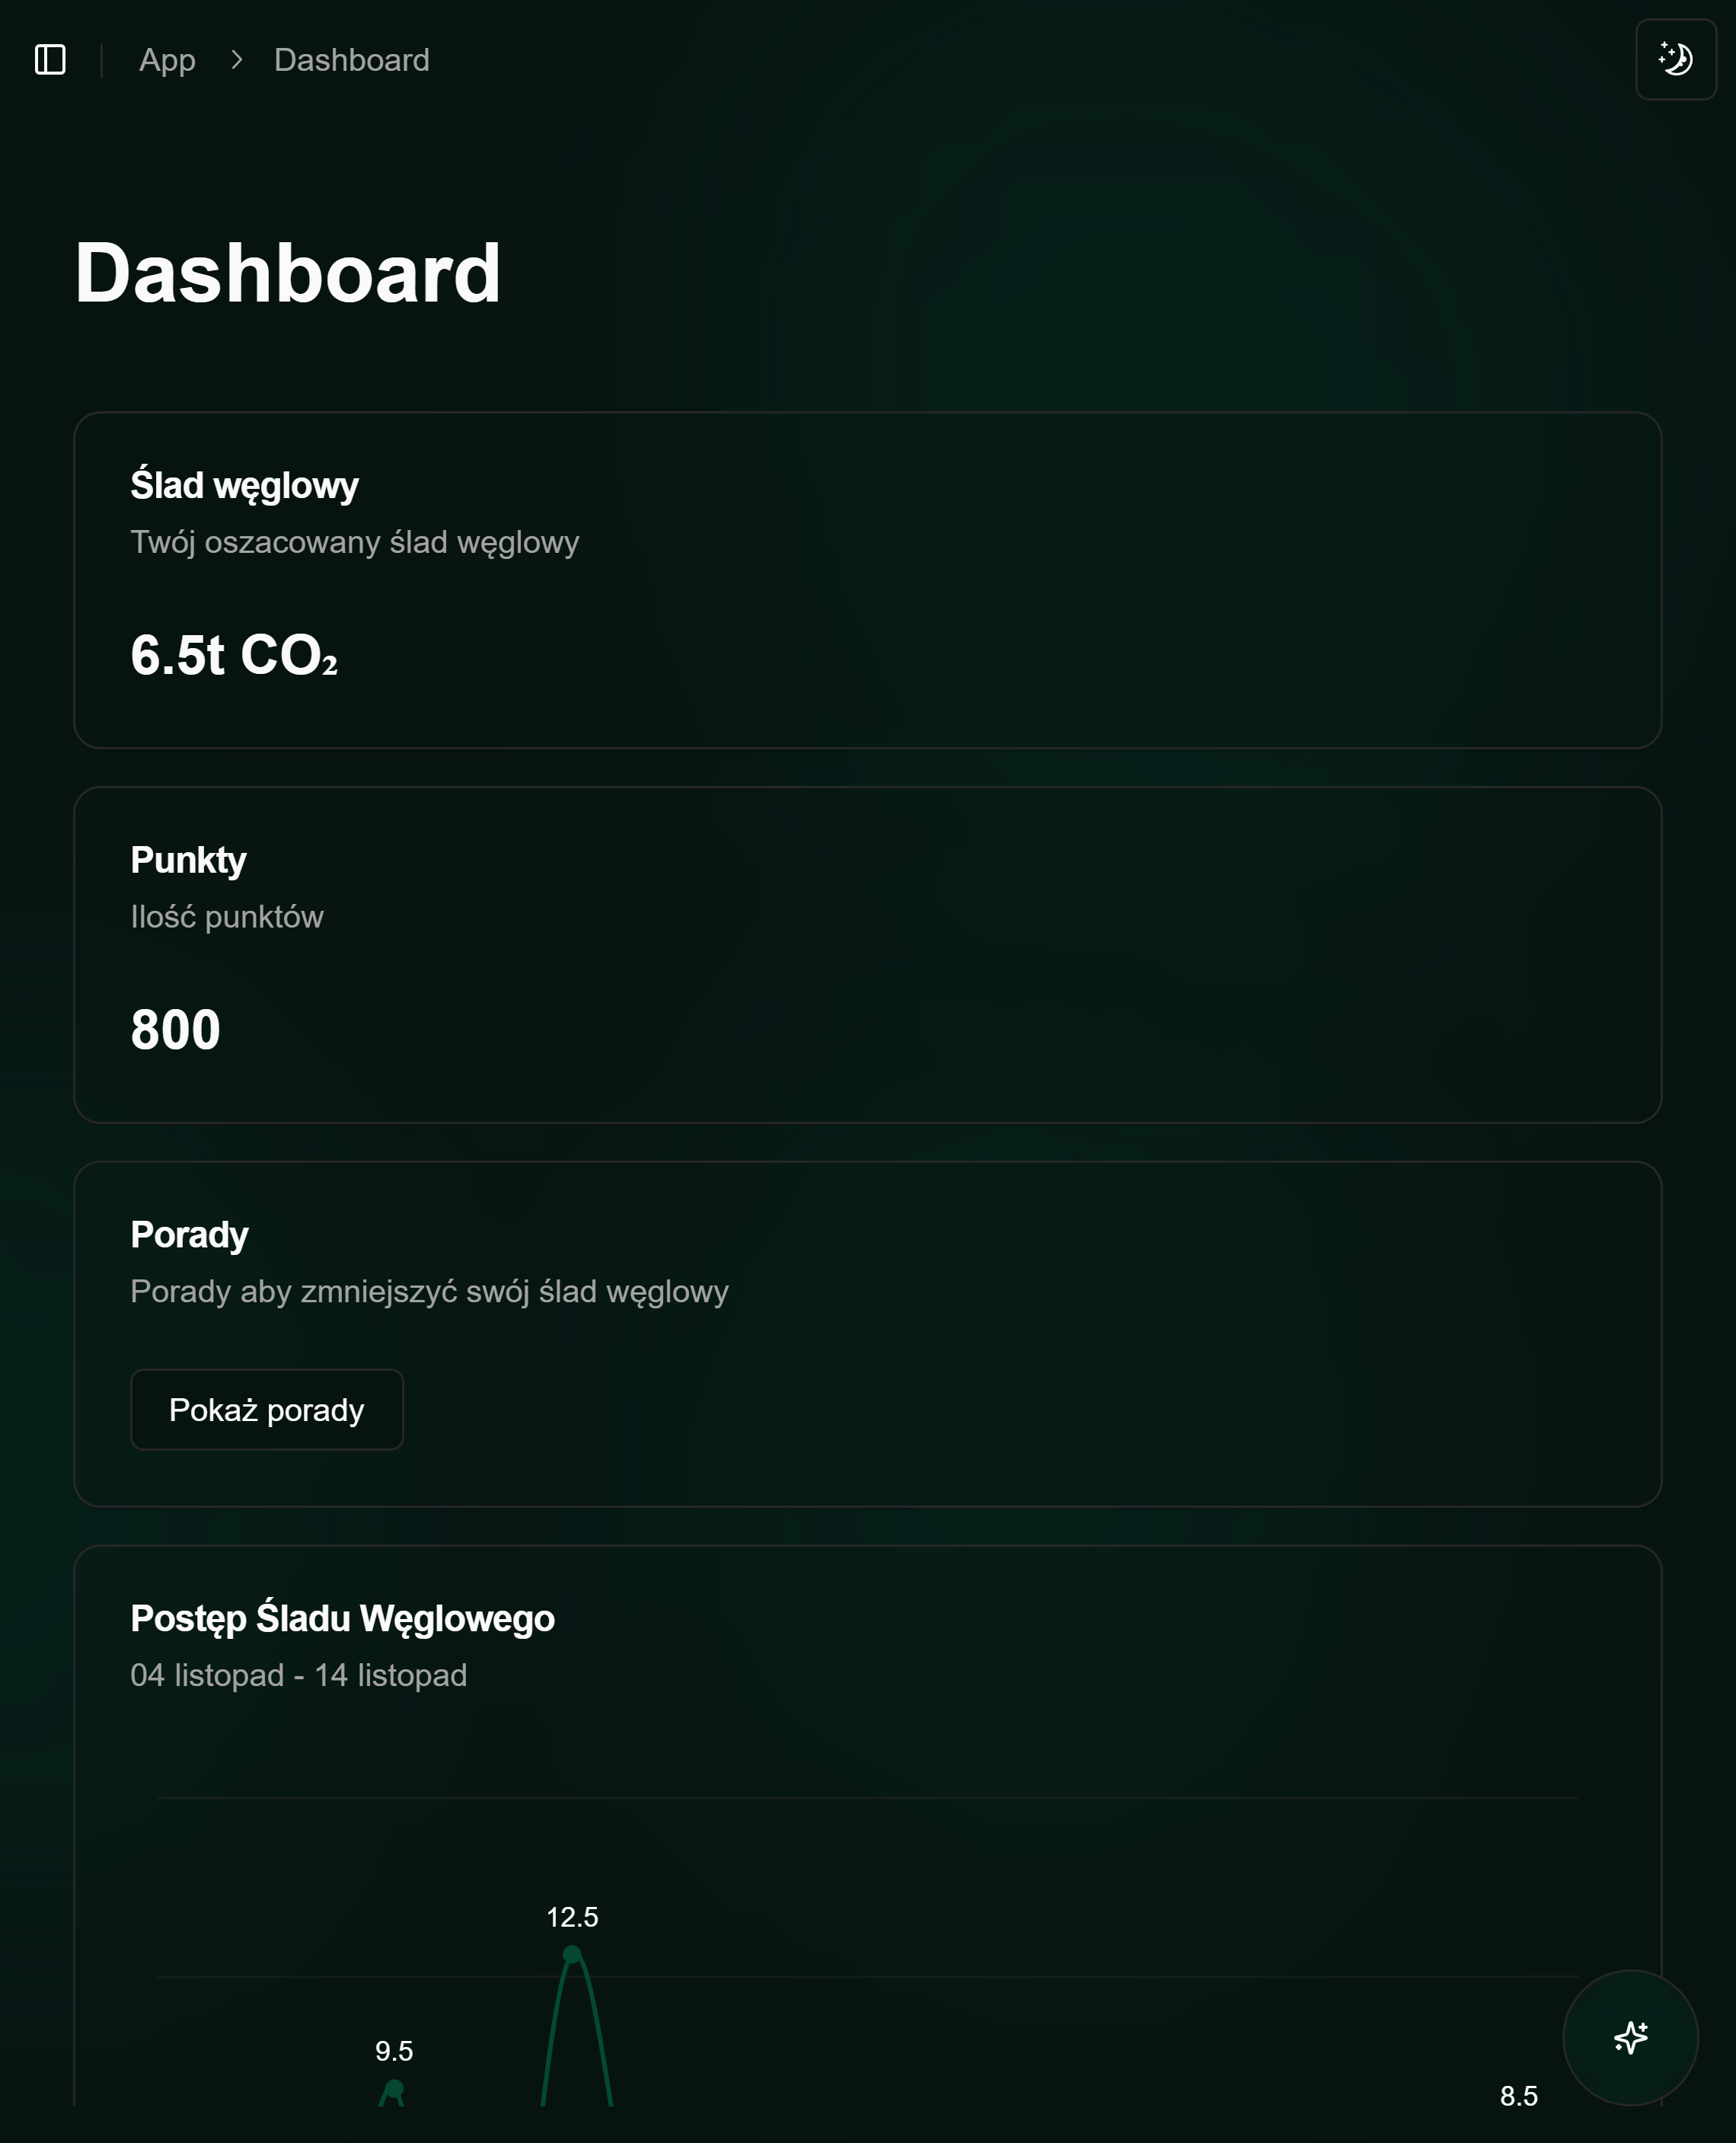 App > Dashboard
Dashboard
Ślad węglowy
Twój oszacowany ślad węglowy
6.5t CO₂
Punkty
Ilość punktów
800
Porady
Porady aby zmniejszyć swój ślad węglowy
Pokaż porady
Postęp Śladu Węglowego
04 listopad - 14 listopad
12.5
9.5
8.5